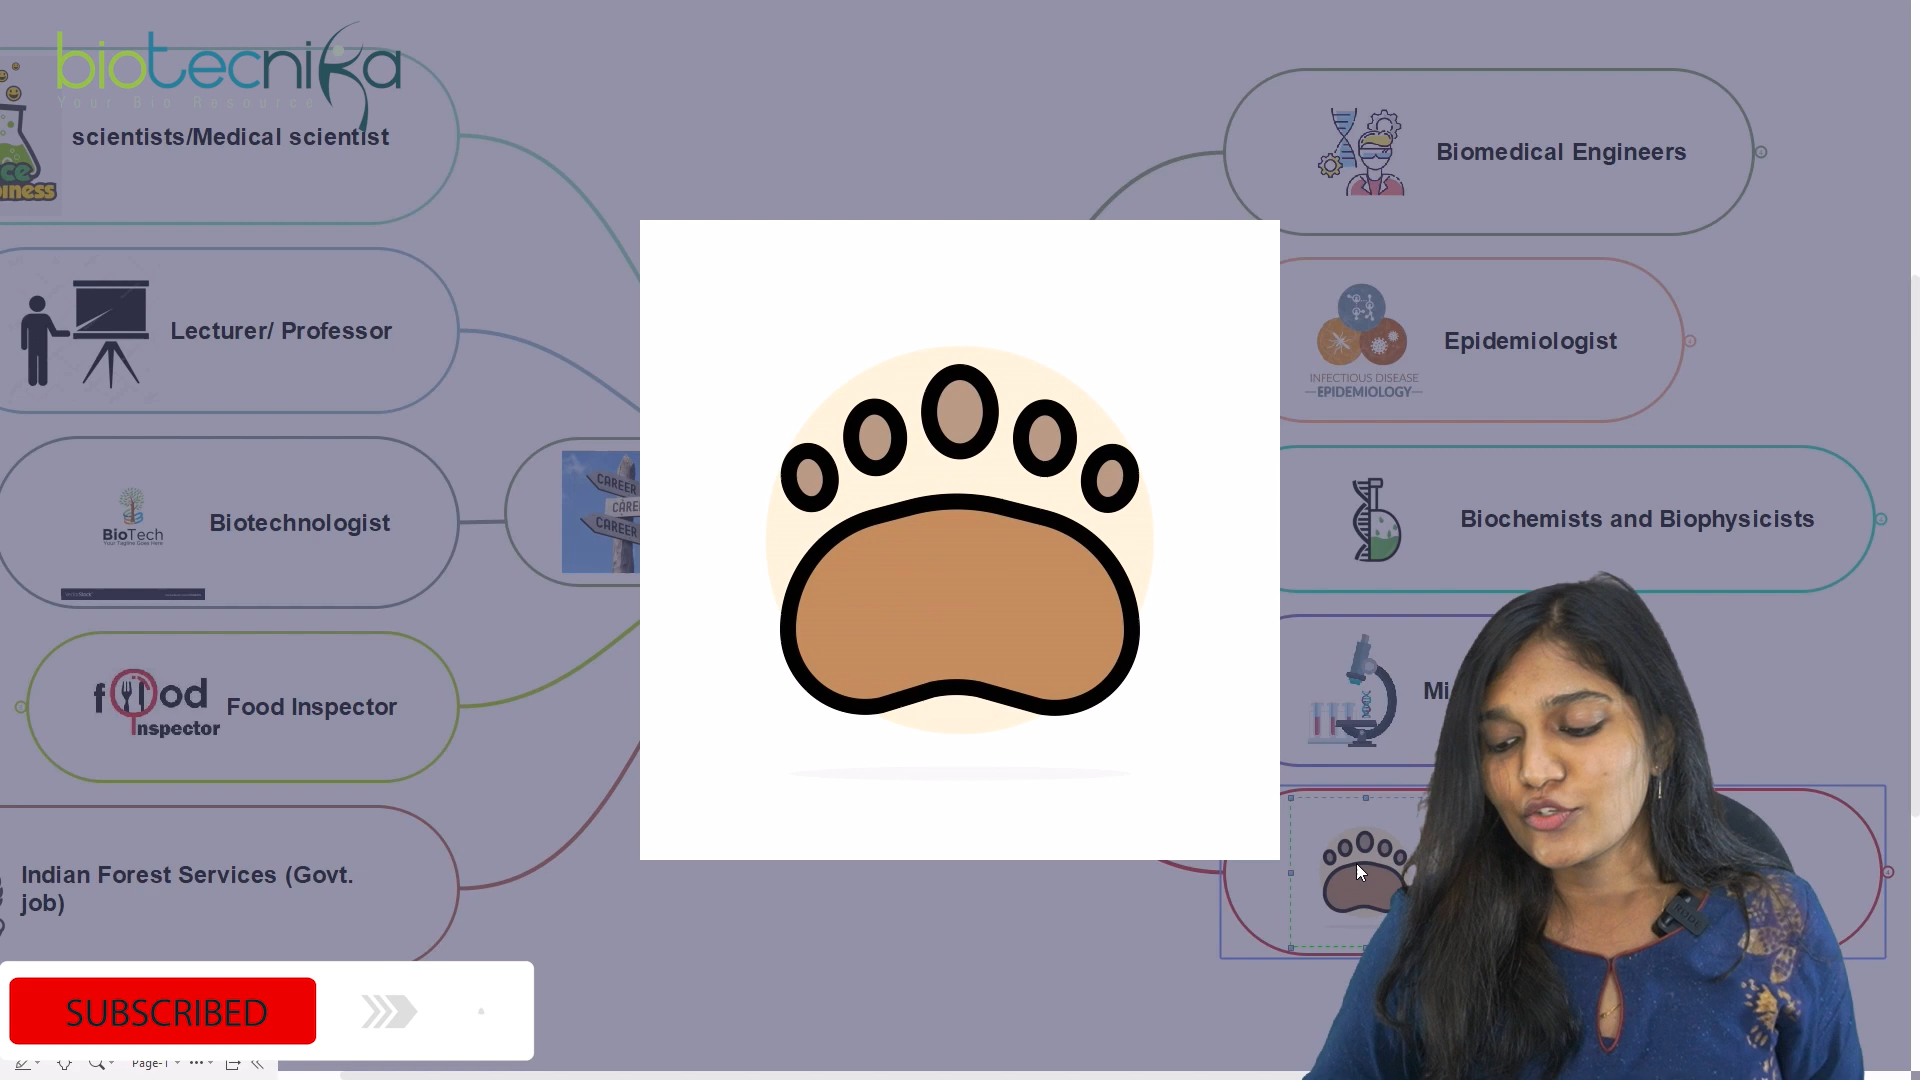 biotecnika
Your Bio Resource
scientists/Medical scientist
Lecturer/ Professor
BioTech
Biotechnologist
food
Inspector
Food Inspector
Indian Forest Services (Govt.
job)
CAREER
CAREER
Biomedical Engineers
INFECTIOUS DISEASE
EPIDEMIOLOGY
Epidemiologist
Biochemists and Biophysicists
Mi
SUBSCRIBED
Page-1